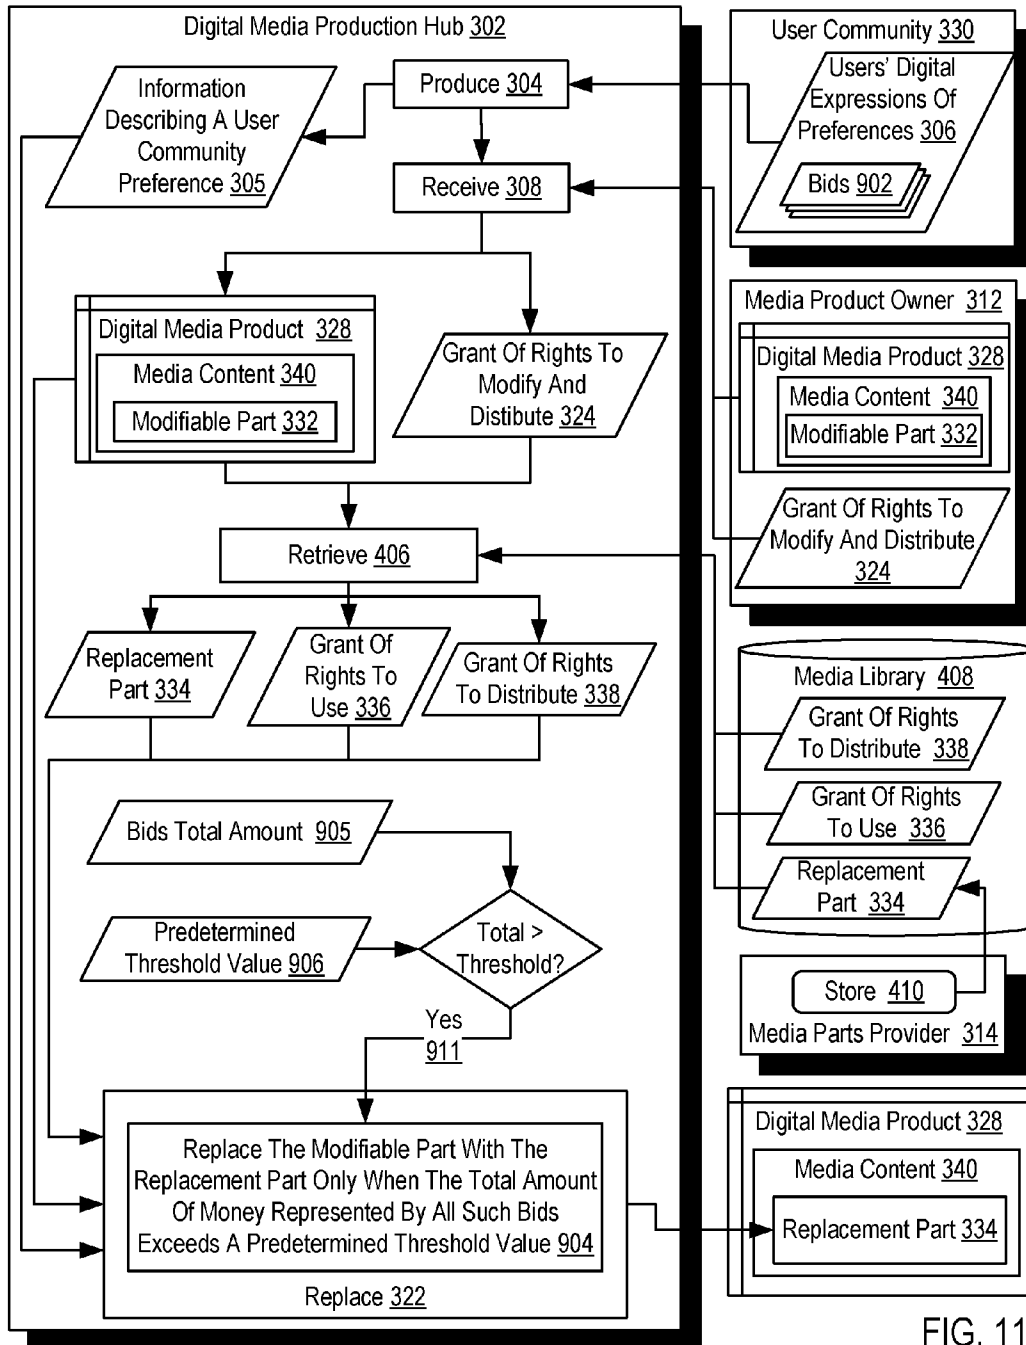 Digital Media Production Hub 302
Information
Describing A User
Community
Preference 305
Produce 304
Receive 308
Digital Media Product 328
Media Content 340
Modifiable Part 332
Grant Of Rights To
Modify And
Distibute 324
Retrieve 406
Replacement
Part 334
Grant Of
Rights To
Use 336
Grant Of Rights
To Distribute 338
Bids Total Amount 905
Predetermined
Threshold Value 906
Total >
Threshold?
Yes
911
Replace The Modifiable Part With The
Replacement Part Only When The Total Amount
Of Money Represented By All Such Bids
Exceeds A Predetermined Threshold Value 904
Replace 322
User Community 330
Users' Digital
Expressions Of
Preferences 306
Bids 902
Media Product Owner 312
Digital Media Product 328
Media Content 340
Modifiable Part 332
Grant Of Rights To
Modify And Distribute
324
Media Library 408
Grant Of Rights
To Distribute 338
Grant Of Rights
To Use 336
Replacement
Part 334
Store 410
Media Parts Provider 314
Digital Media Product 328
Media Content 340
Replacement Part 334
FIG. 11